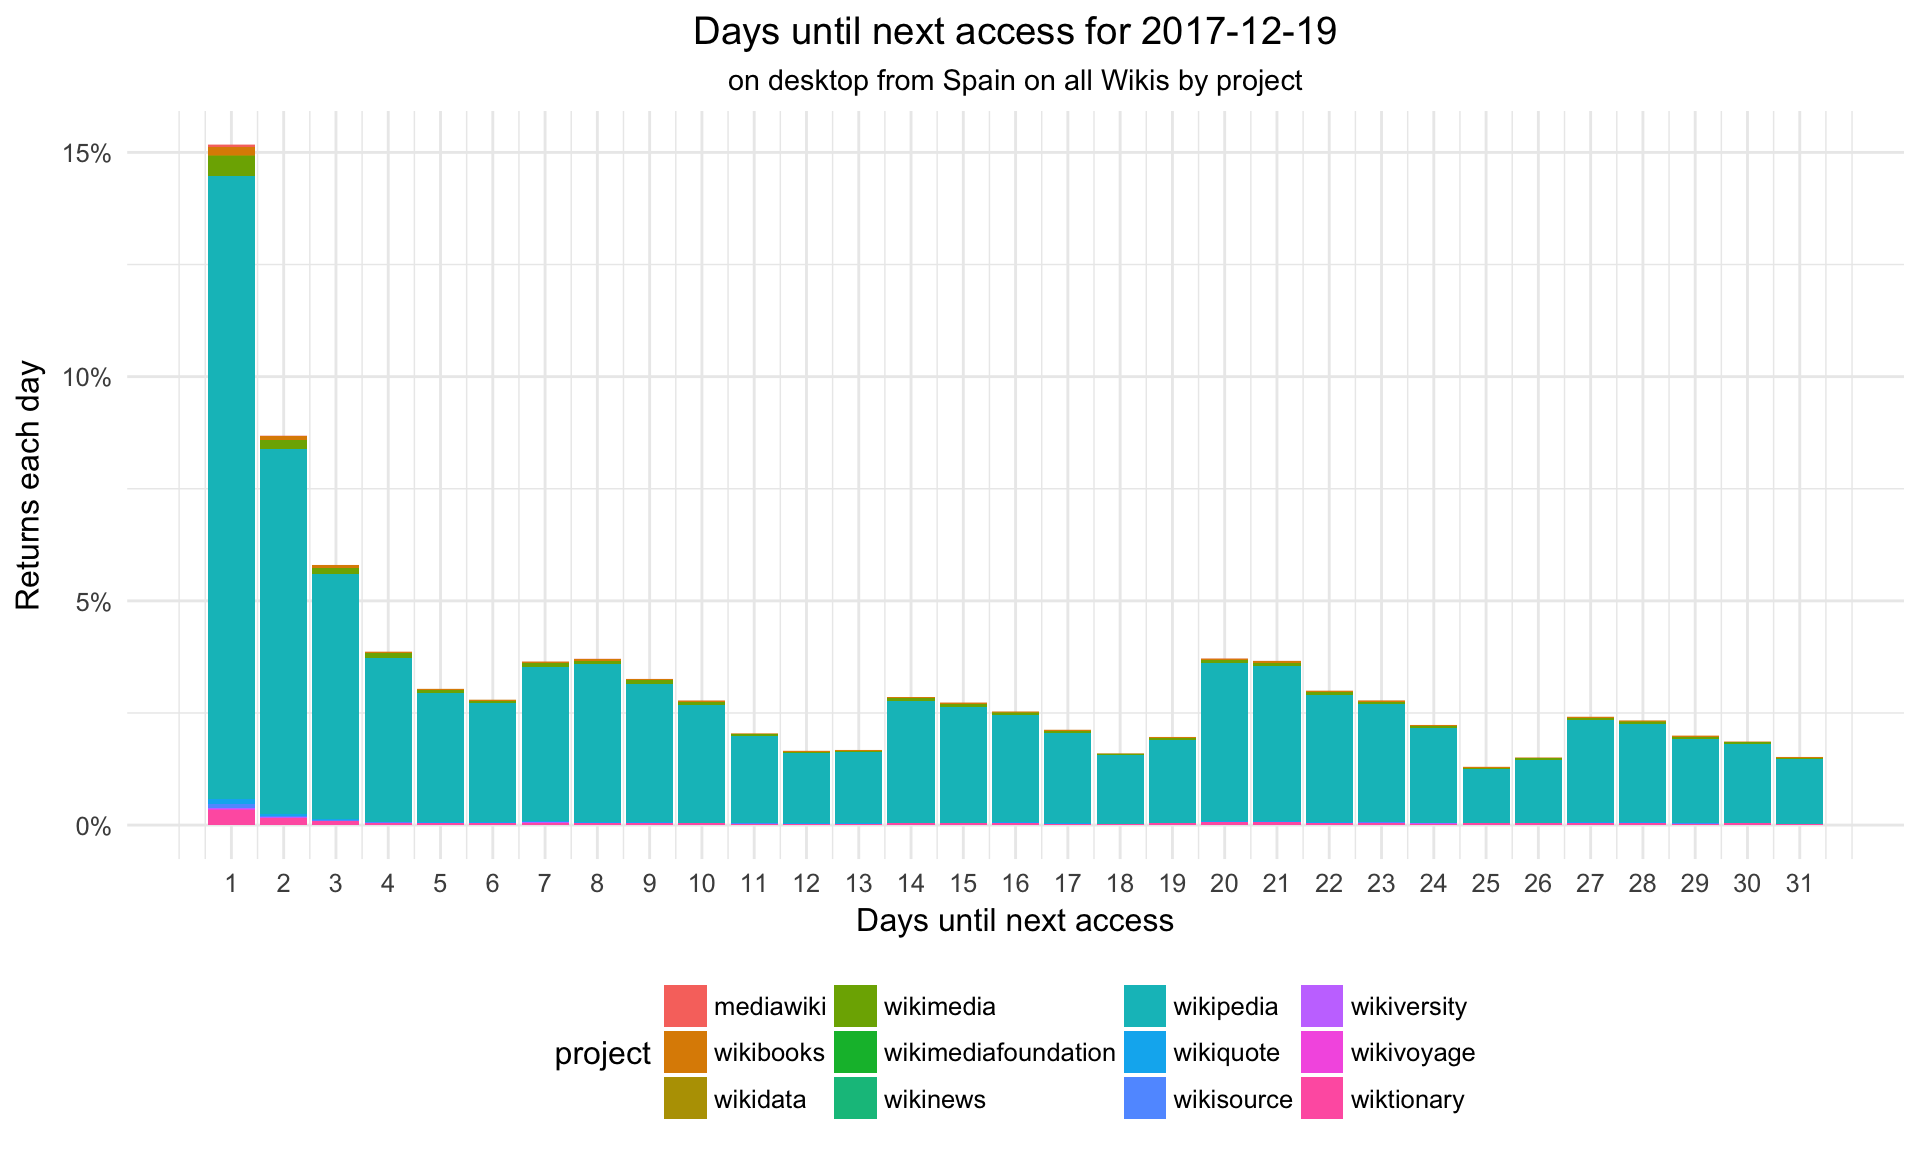 Days until next access for 2017-12-19
on desktop from Spain on all Wikis by project
Returns each day
15%
10%
5%
0%
1 2 3 4 5 6 7 8 9 10 11 12 13 14 15 16 17 18 19 20 21 22 23 24 25 26 27 28 29 30 31
Days until next access
project
mediawiki wikimedia wikipedia wikiversity
wikibooks wikimediafoundation wikiquote wikivoyage
wikidata wikinews wikisource wiktionary